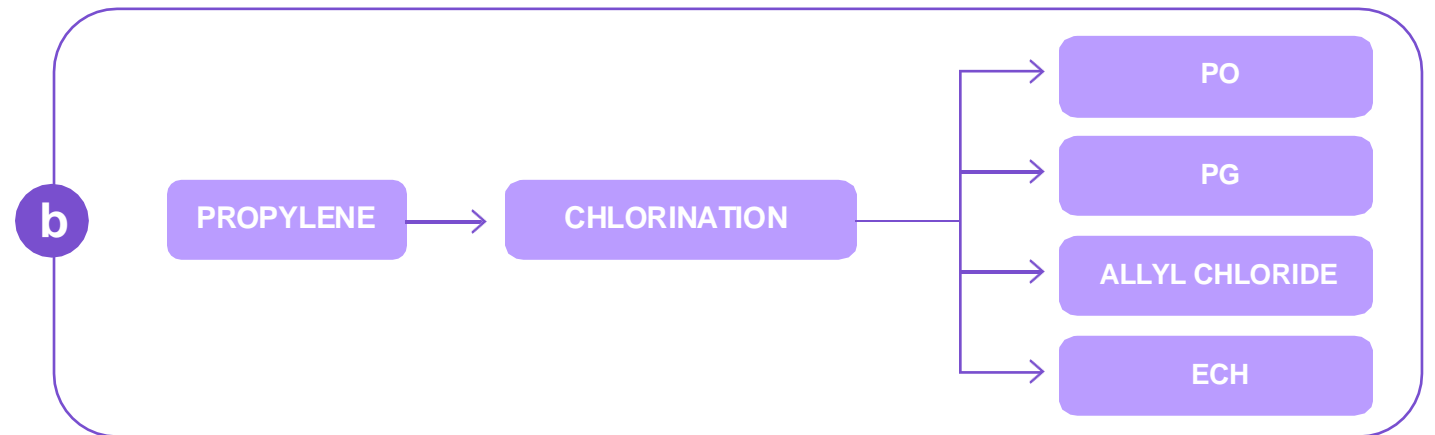 b
PROPYLENE
CHLORINATION
PO
PG
ALLYL CHLORIDE
ECH